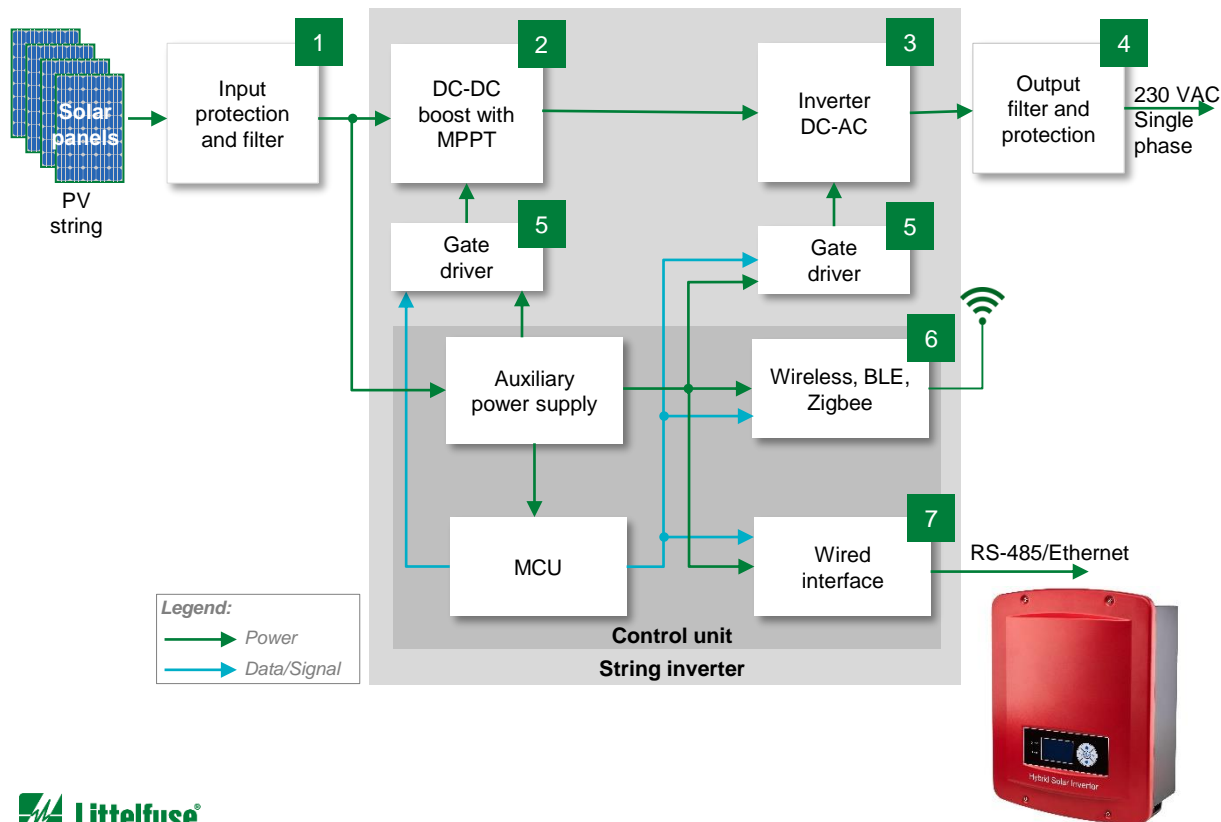 Solar
panels
PV
string
1
Input
protection
and filter
2
DC-DC
boost with
MPPT
3
Inverter
DC-AC
4
Output
filter and
protection
230 VAC
Single
phase
5
Gate
driver
5
Gate
driver
Auxiliary
power supply
6
Wireless, BLE,
Zigbee
MCU
7
Wired
interface
RS-485/Ethernet
Control unit
String inverter
Legend:
Power
Data/Signal
Hybrid Solar Inverter
Littelfuse®